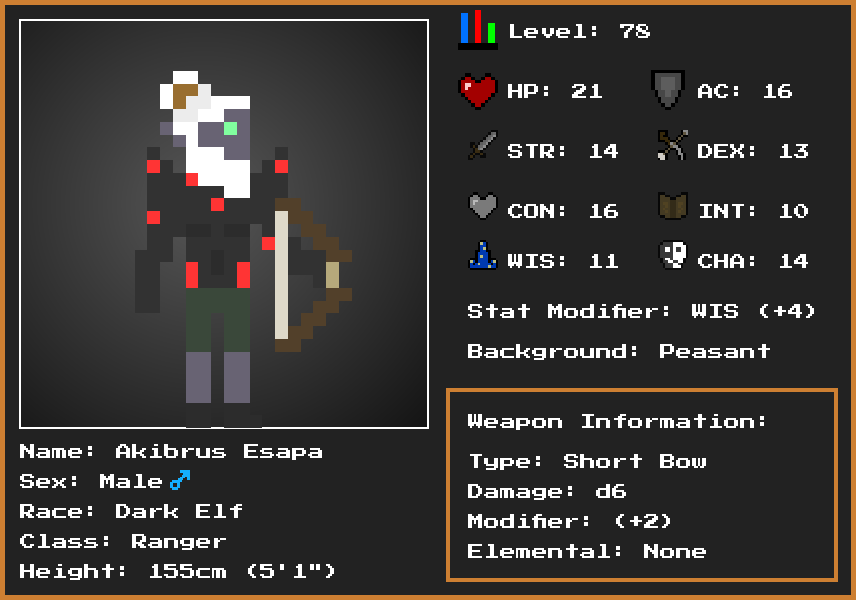 Level: 78
HP: 21 AC: 16
STR: 14 DEX: 13
CON: 16 INT: 10
WIS: 11 CHA: 14
Stat Modifier: WIS (+4)
Background: Peasant
Weapon Information:
Type: Short Bow
Damage: d6
Modifier: (+2)
Elemental: None
Name: Akibrus Esapa
Sex: Male♂
Race: Dark Elf
Class: Ranger
Height: 155cm (5'1")